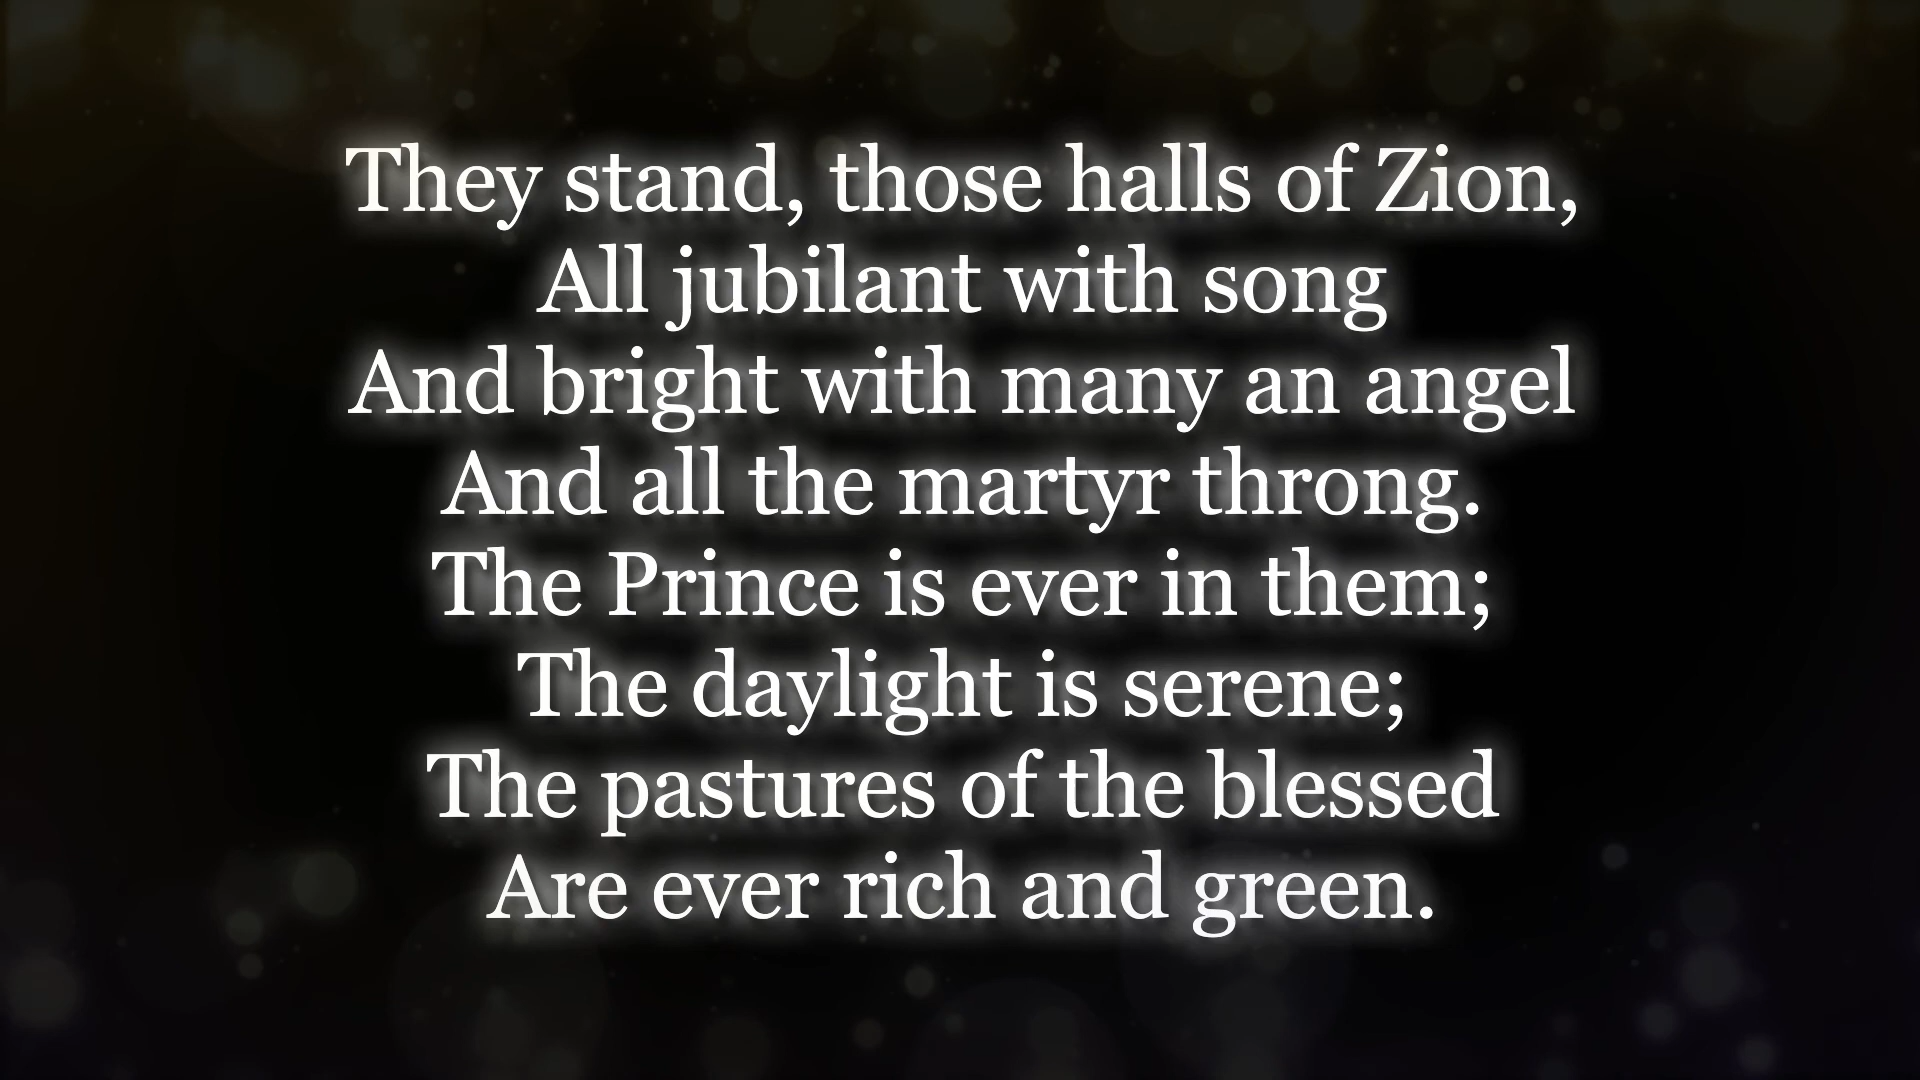 They stand, those halls of Zion,
All jubilant with song
And bright with many an angel
And all the martyr throng.
The Prince is ever in them;
The daylight is serene;
The pastures of the blessed
Are ever rich and green.